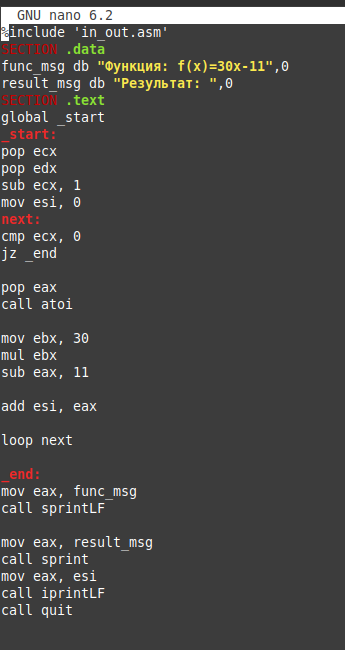 GNU nano 6.2
%include 'in_out.asm'
SECTION .data
func_msg db "Функция: f(x)=30x-11",0
result_msg db "Результат: ",0
SECTION .text
global _start
_start:
pop ecx
pop edx
sub ecx, 1
mov esi, 0
next:
cmp ecx, 0
jz _end
pop eax
call atoi
mov ebx, 30
mul ebx
sub eax, 11
add esi, eax
loop next
_end:
mov eax, func_msg
call sprintLF
mov eax, result_msg
call sprint
mov eax, esi
call iprintLF
call quit